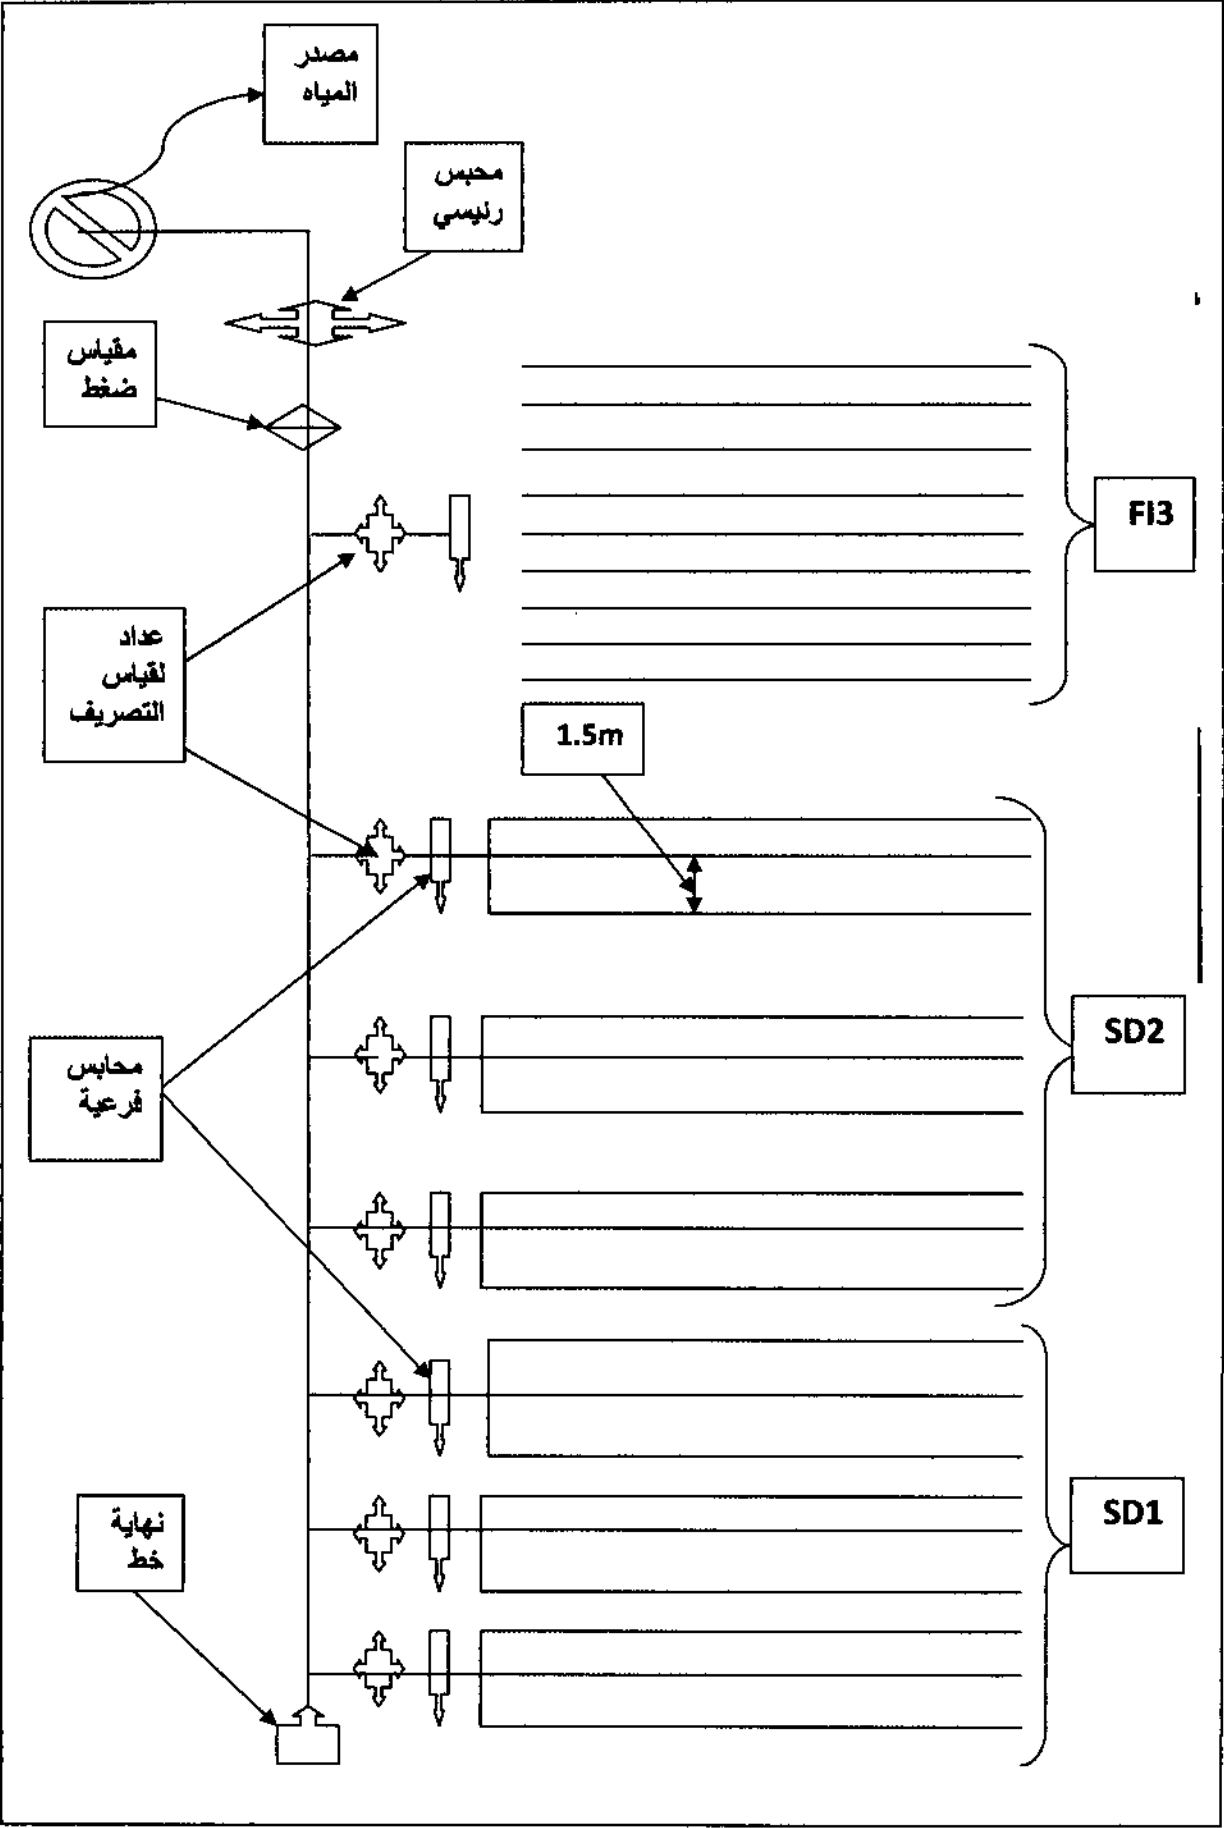 مصدر
المياه
محبس
رئيسي
مقياس
ضغط
FI3
عداد
لقياس
التصريف
1.5m
محابس
فرعية
SD2
نهاية
خط
SD1